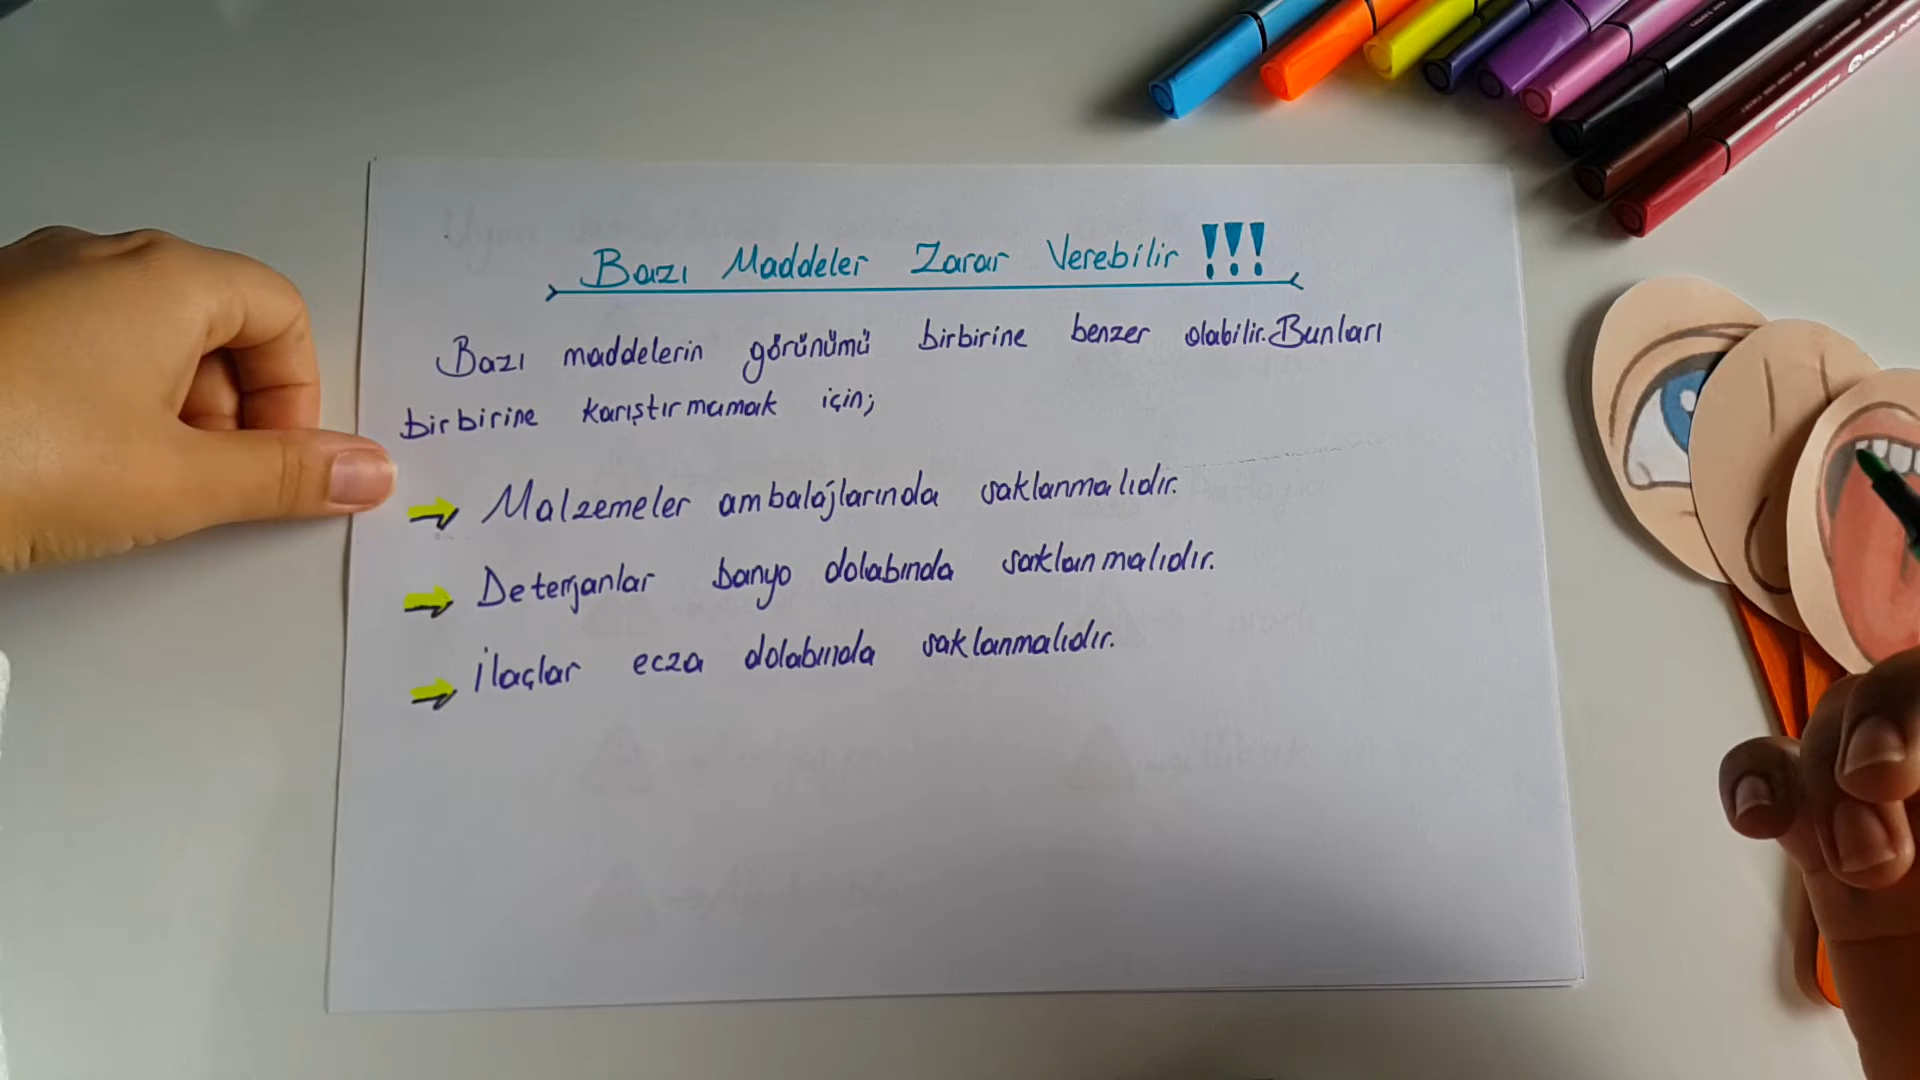 Bazı Maddeler Zarar Verebilir !!!
Bazı maddelerin görünümü birbirine benzer olabilir. Bunları
birbirine karıştırmamak için;
Malzemeler ambalajlarında saklanmalıdır.
Deterjanlar banyo dolabında saklanmalıdır.
ilaçlar ecza dolabında saklanmalıdır.